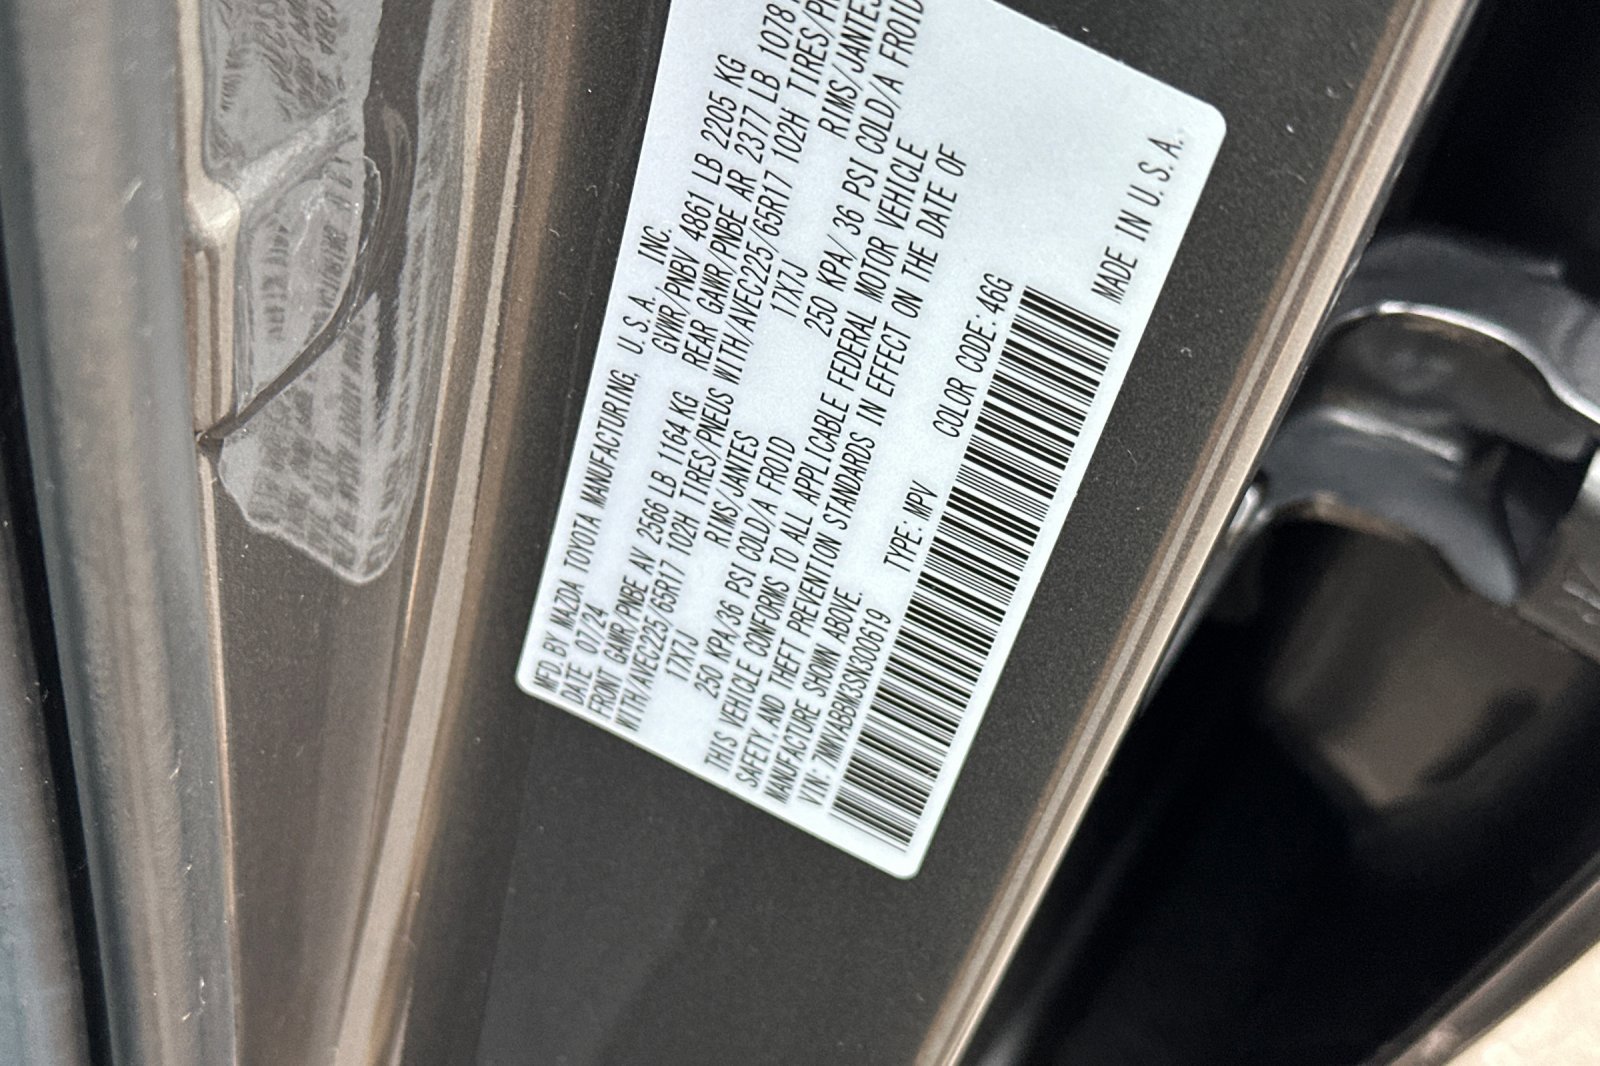 MFD. BY MAZDA TOYOTA MANUFACTURING, U. S. A. INC.
DATE 07/24 GVWR/PNBV 4861 LB 2205 KG
FRONT GAWR/PNBE AV 2566 LB 1164 KG REAR GAWR/PNBE AR 2377 LB 1078
WITH/AVEC225/65R17 102H TIRES/PNEUS WITH/AVEC225/65R17 102H TIRES/
17X7J RIMS/JANTES 17X7J RIMS/JANTES
250 KPA/36 PSI COLD/A FROID 250 KPA/ 36 PSI COLD/A FROID
THIS VEHICLE CONFORMS TO ALL APPLICABLE FEDERAL MOTOR VEHICLE
SAFETY, AND THEFT PREVENTION STANDARDS IN EFFECT ON THE DATE OF
MANUFACTURE SHOWN ABOVE.
VIN: 7MMVABBM3SN300619 TYPE: MPV COLOR CODE: 46G
MADE IN U. S. A.